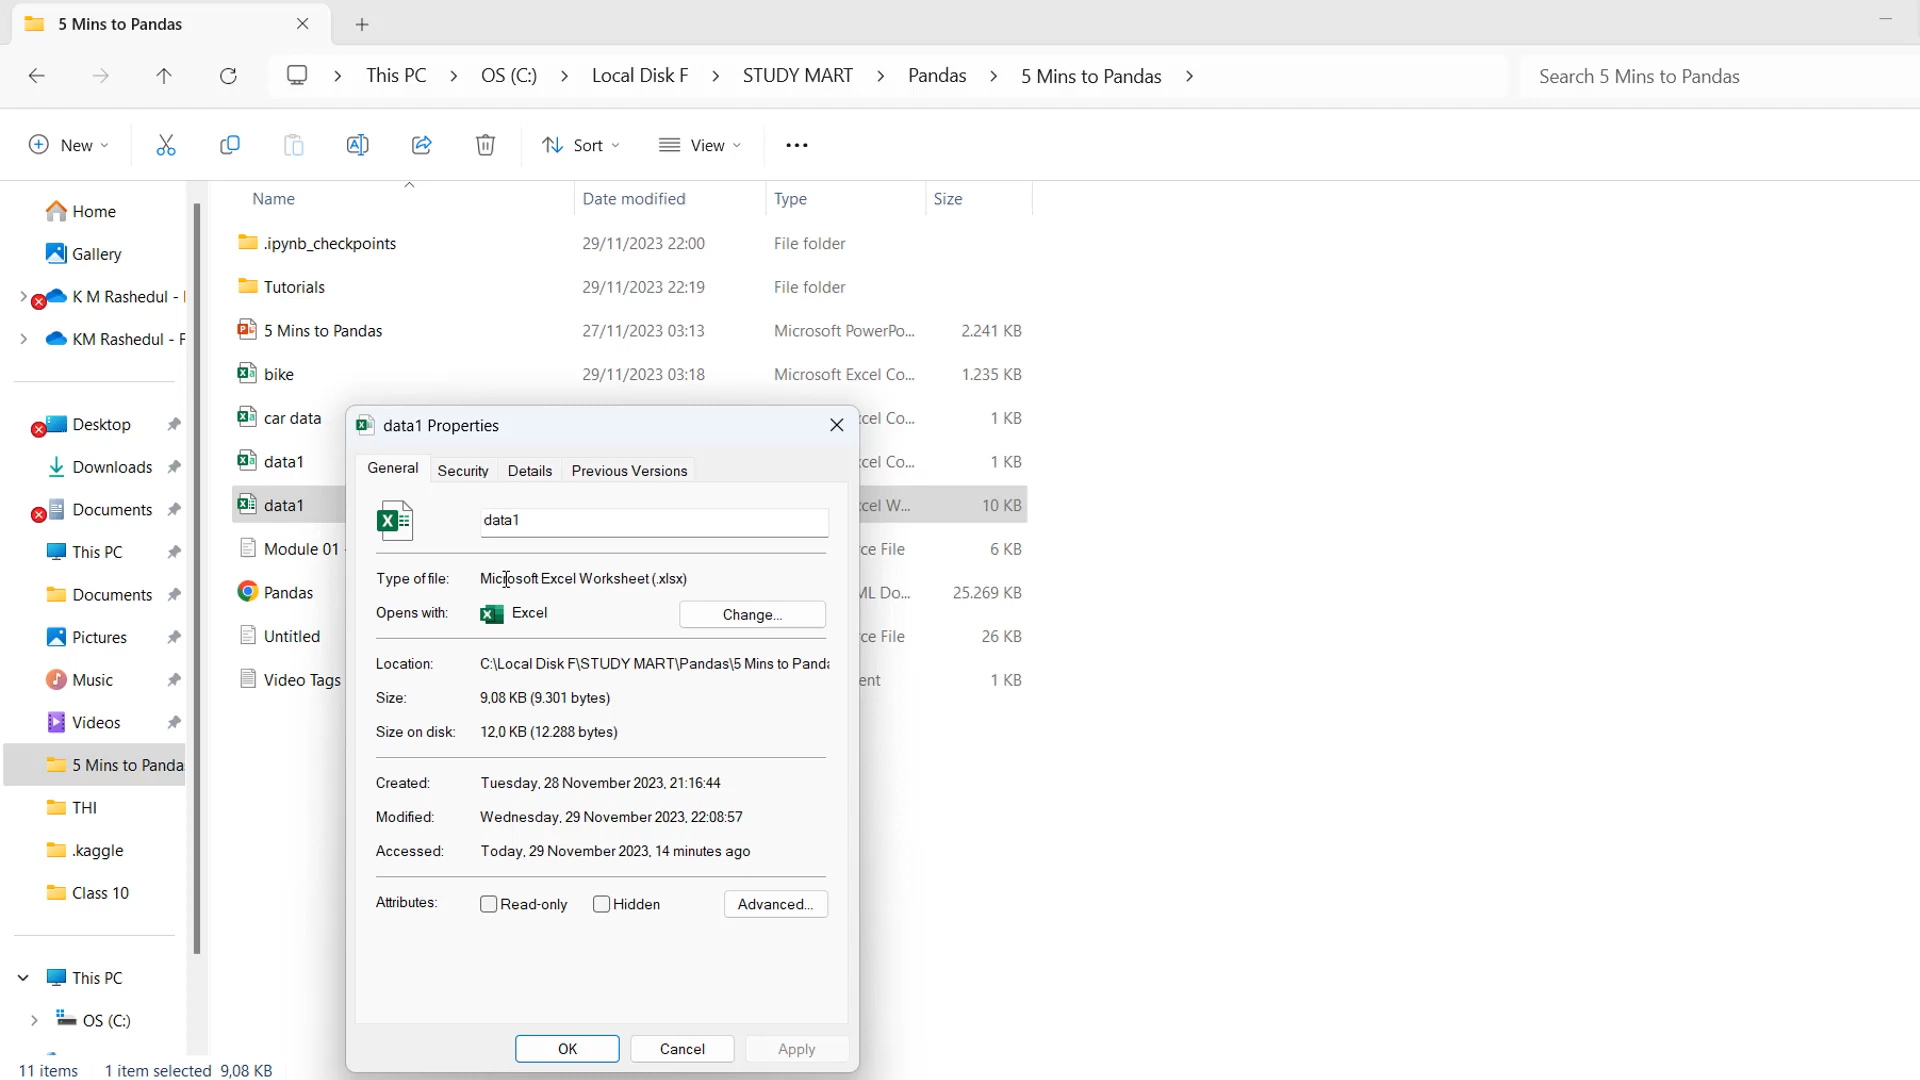 5 Mins to Pandas
This PC > OS (C:) > Local Disk F > STUDY MART > Pandas > 5 Mins to Pandas >
Search 5 Mins to Pandas
New
Sort
View
Home
Gallery
K M Rashedul -
KM Rashedul - F
Desktop
Downloads
Documents
This PC
Documents
Pictures
Music
Videos
5 Mins to Panda
THI
.kaggle
Class 10
This PC
OS (C:)
Name Date modified Type Size
.ipynb_checkpoints 29/11/2023 22:00 File folder
Tutorials 29/11/2023 22:19 File folder
5 Mins to Pandas 27/11/2023 03:13 Microsoft PowerPo... 2.241 KB
bike 29/11/2023 03:18 Microsoft Excel Co... 1.235 KB
car data xcel Co... 1 KB
data1 xcel Co... 1 KB
data1 xcel W... 10 KB
Module 01 ce File 6 KB
Pandas ML Do... 25.269 KB
Untitled ce File 26 KB
Video Tags ent 1 KB
data1 Properties
General Security Details Previous Versions
data1
Type of file: Microsoft Excel Worksheet (.xlsx)
Opens with: Excel Change...
Location: C:\Local Disk F\STUDY MART\Pandas\5 Mins to Panda
Size: 9,08 KB (9.301 bytes)
Size on disk: 12,0 KB (12.288 bytes)
Created: Tuesday, 28 November 2023, 21:16:44
Modified: Wednesday, 29 November 2023, 22:08:57
Accessed: Today, 29 November 2023, 14 minutes ago
Attributes: Read-only Hidden Advanced...
OK Cancel Apply
11 items 1 item selected 9,08 KB